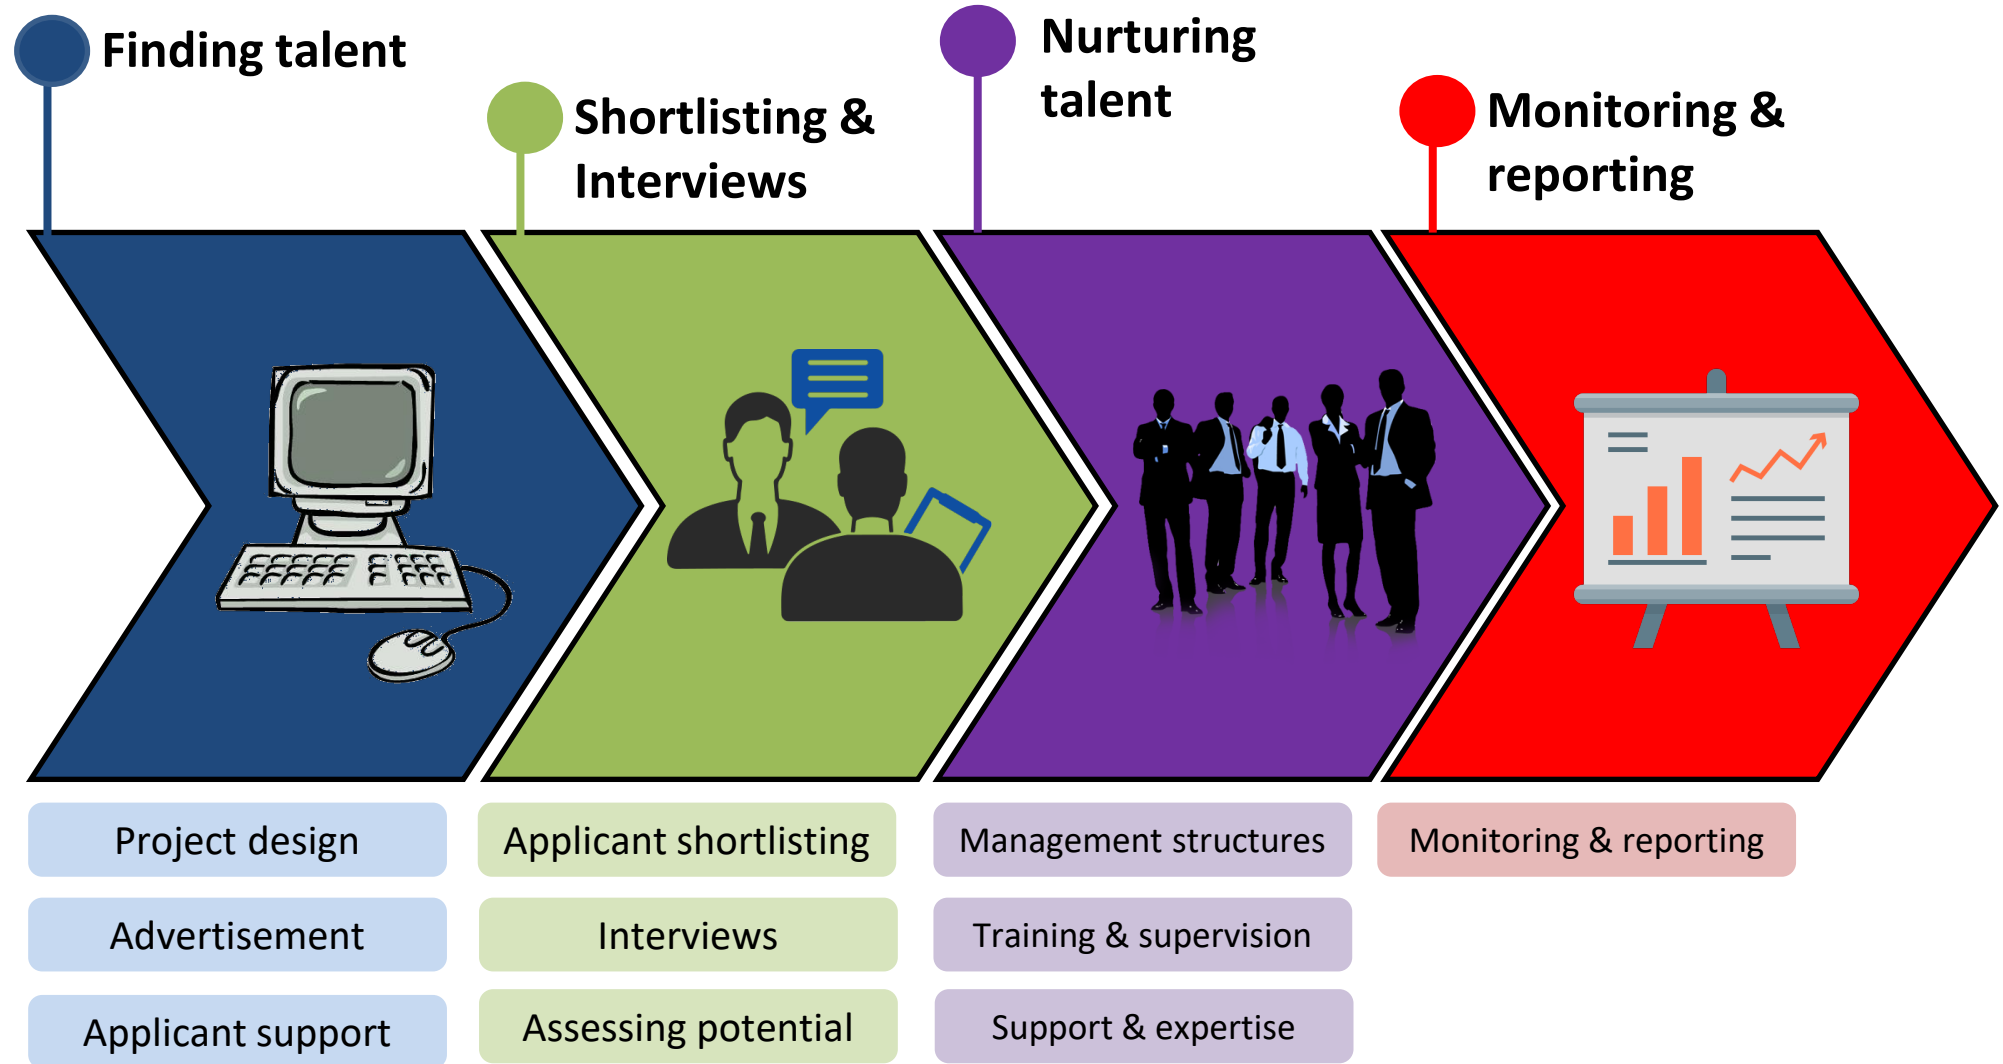 Finding talent
Shortlisting &
Interviews
Nurturing
talent
Monitoring &
reporting
Project design
Advertisement
Applicant support
Applicant shortlisting
Interviews
Assessing potential
Management structures
Training & supervision
Support & expertise
Monitoring & reporting